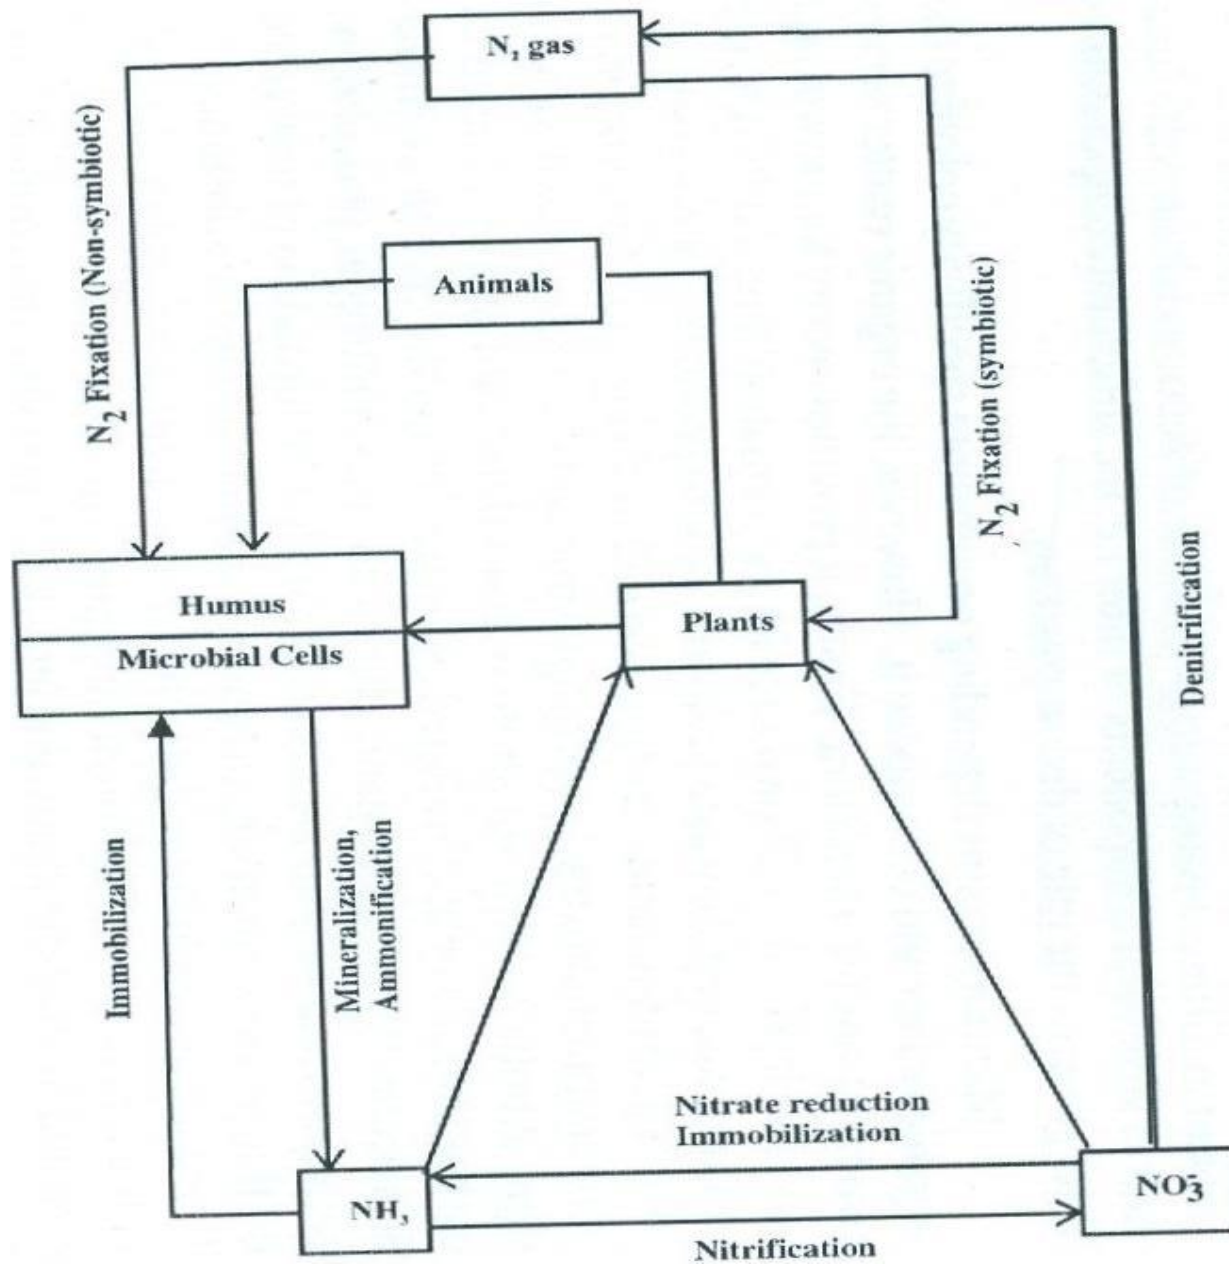 N₂ gas
N₂ Fixation (Non-symbiotic)
Animals
N₂ Fixation (symbiotic)
Humus
Microbial Cells
Plants
Denitrification
Immobilization
Mineralization,
Ammonification
Nitrate reduction
Immobilization
NH₃
NO₃⁻
Nitrification